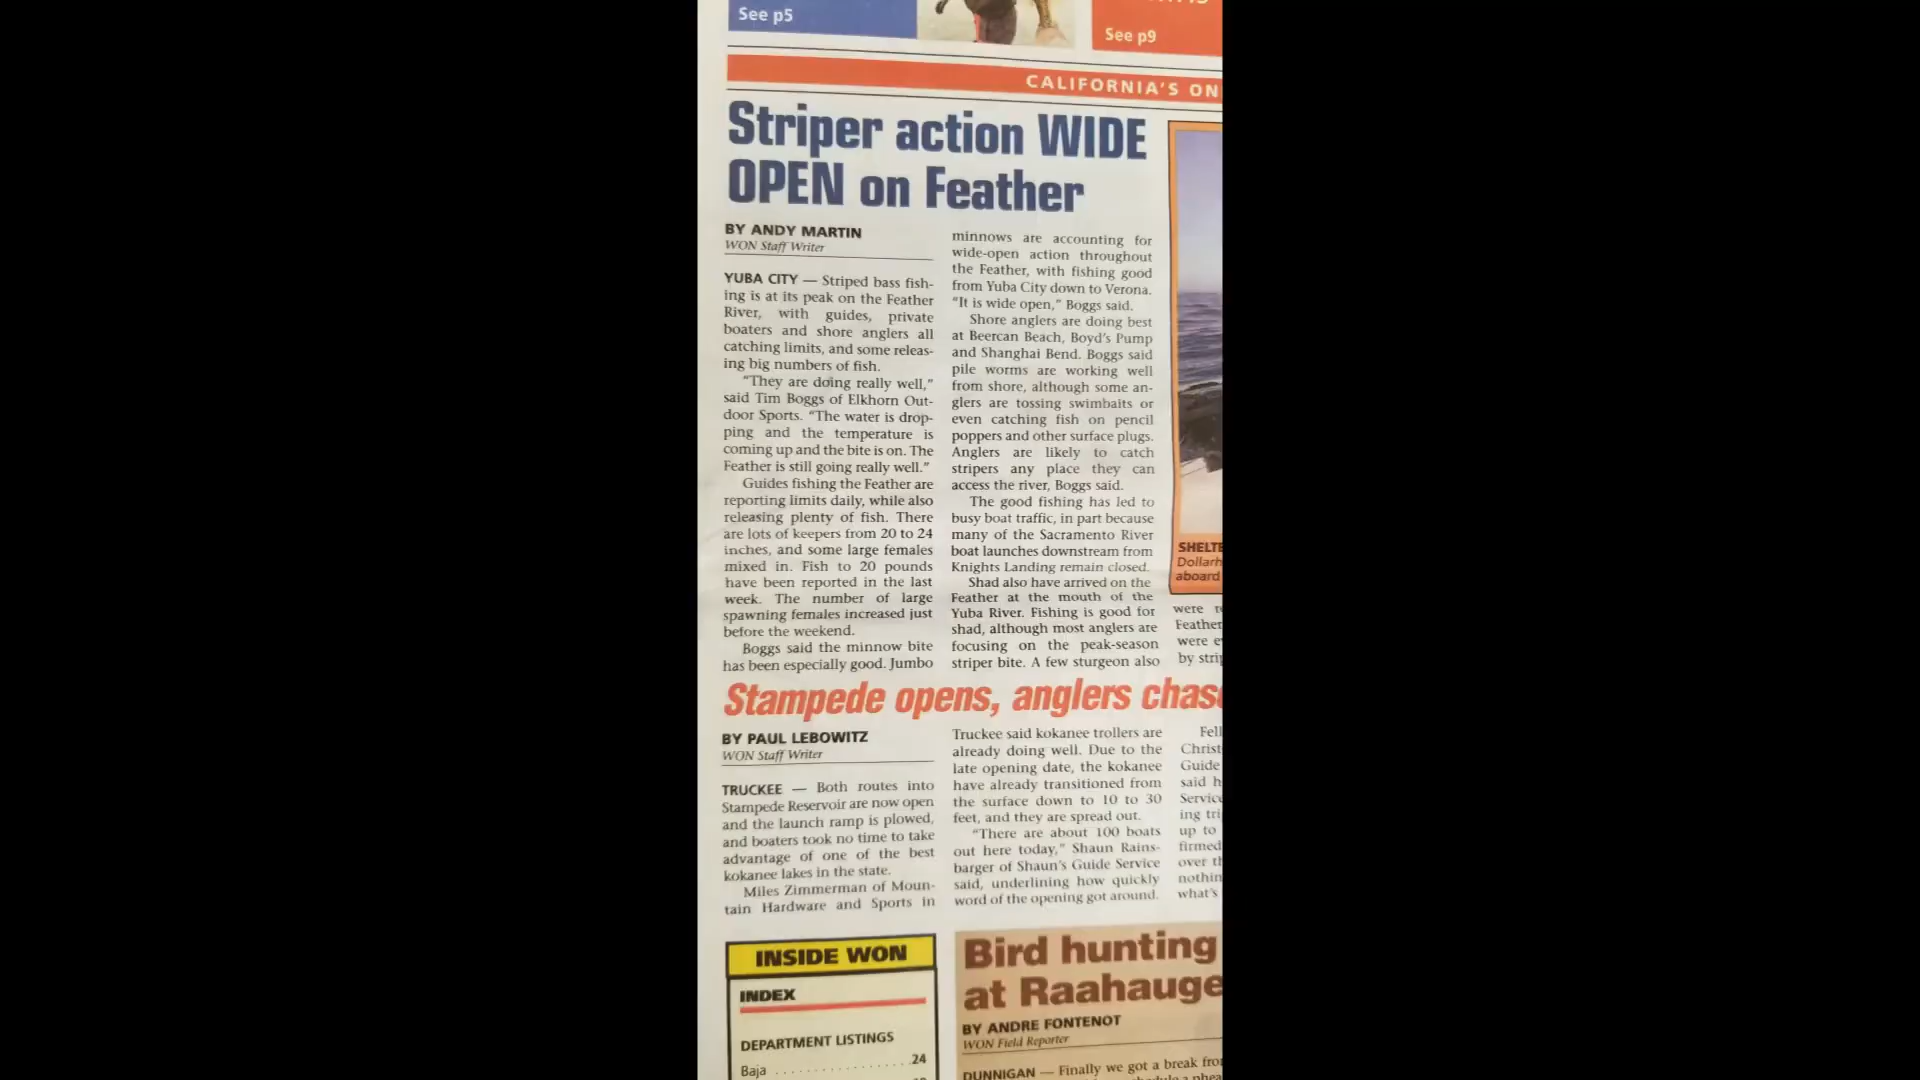 See p5
See p9
CALIFORNIA'S ON
Striper action WIDE
OPEN on Feather
BY ANDY MARTIN
WON Staff Writer
YUBA CITY — Striped bass fish-
ing is at its peak on the Feather
River, with guides, private
boaters and shore anglers all
catching limits, and some releas-
ing big numbers of fish.
"They are doing really well,"
said Tim Boggs of Elkhorn Out-
door Sports. "The water is drop-
ping and the temperature is
coming up and the bite is on. The
Feather is still going really well."
Guides fishing the Feather are
reporting limits daily, while also
releasing plenty of fish. There
are lots of keepers from 20 to 24
inches, and some large females
mixed in. Fish to 20 pounds
have been reported in the last
week. The number of large
spawning females increased just
before the weekend.
Boggs said the minnow bite
has been especially good. Jumbo
minnows are accounting for
wide-open action throughout
the Feather, with fishing good
from Yuba City down to Verona.
"It is wide open," Boggs said.
Shore anglers are doing best
at Beercan Beach, Boyd's Pump
and Shanghai Bend. Boggs said
pile worms are working well
from shore, although some an-
glers are tossing swimbaits or
even catching fish on pencil
poppers and other surface plugs.
Anglers are likely to catch
stripers any place they can
access the river, Boggs said.
The good fishing has led to
busy boat traffic, in part because
many of the Sacramento River
boat launches downstream from
Knights Landing remain closed.
Shad also have arrived on the
Feather at the mouth of the
Yuba River. Fishing is good for
shad, although most anglers are
focusing on the peak-season
striper bite. A few sturgeon also
SHELTE
Dollarh
aboard
were r
Feather
were e
by strip
Stampede opens, anglers chase
BY PAUL LEBOWITZ
WON Staff Writer
TRUCKEE — Both routes into
Stampede Reservoir are now open
and the launch ramp is plowed,
and boaters took no time to take
advantage of one of the best
kokanee lakes in the state.
Miles Zimmerman of Moun-
tain Hardware and Sports in
Truckee said kokanee trollers are
already doing well. Due to the
late opening date, the kokanee
have already transitioned from
the surface down to 10 to 30
feet, and they are spread out.
"There are about 100 boats
out here today," Shaun Rains-
barger of Shaun's Guide Service
said, underlining how quickly
word of the opening got around.
Fell
Christ
Guide
said h
Service
ing tri
up to
firmed
over th
nothin
what's
INSIDE WON
INDEX
DEPARTMENT LISTINGS
Baja ..................... 24
Bird hunting
at Raahauge
BY ANDRE FONTENOT
WON Field Reporter
DUNNIGAN — Finally we got a break from